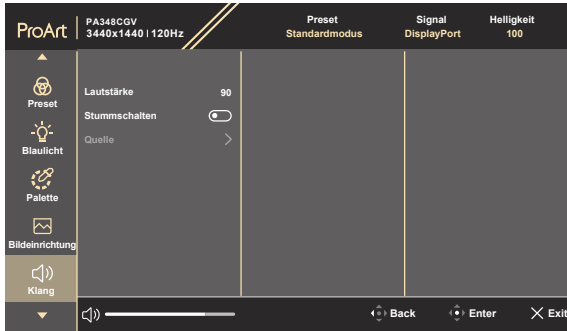 ProArt
PA348CGV
3440x1440 | 120Hz
Preset
Standardmodus
Signal
DisplayPort
Helligkeit
100
Preset
Blaulicht
Palette
Bildeinrichtung
Klang
Lautstärke 90
Stummschalten
Quelle
Back Enter Exit